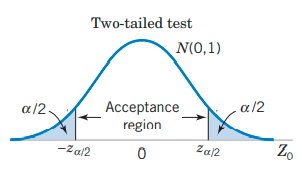 Two-tailed test
N(0,1)
α/2
Acceptance
region
α/2
−zα/2
0
zα/2
Z0